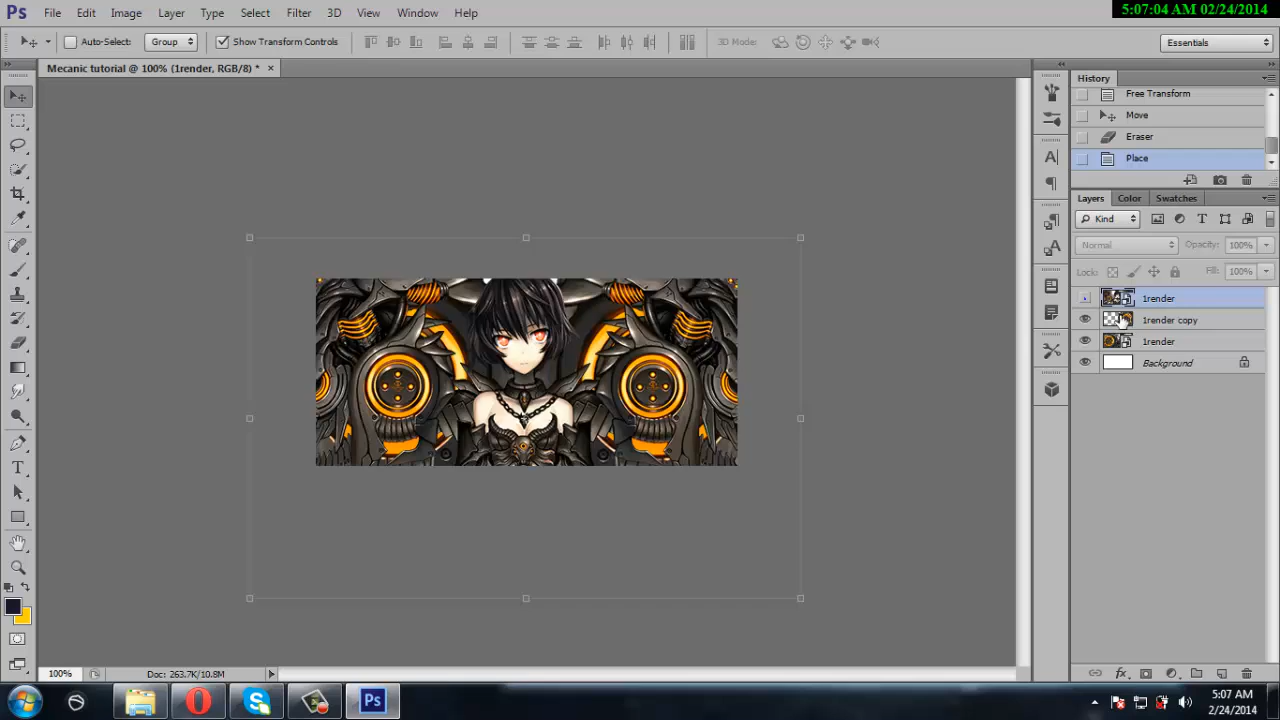 5:07:04 AM 02/24/2014
Ps File Edit Image Layer Type Select Filter 3D View Window Help
Auto-Select: Group Show Transform Controls 3D Mode: Essentials
Mecanic tutorial @ 100% (1render, RGB/8) * ×
History
Free Transform
Move
Eraser
Place
Layers Color Swatches
Kind
Normal Opacity: 100%
Lock: Fill: 100%
1render
1render copy
1render
Background
100% Doc: 263.7K/10.8M
Ps 5:07 AM
2/24/2014